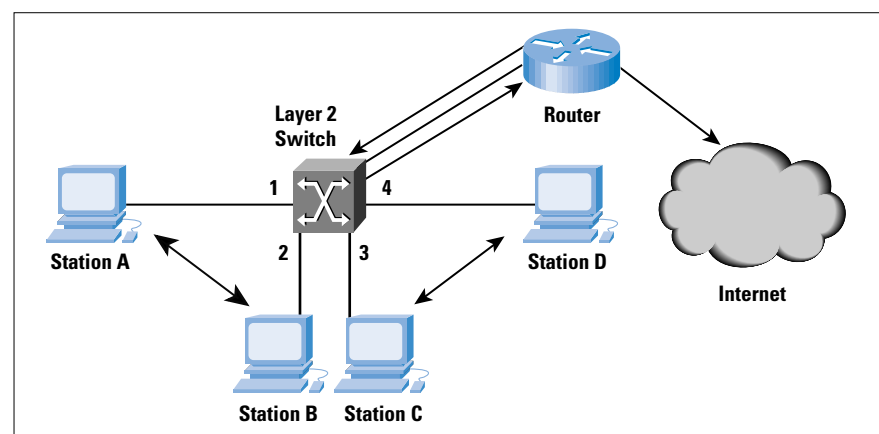 Layer 2
Switch
Router
1
4
2
3
Station A
Station D
Internet
Station B
Station C